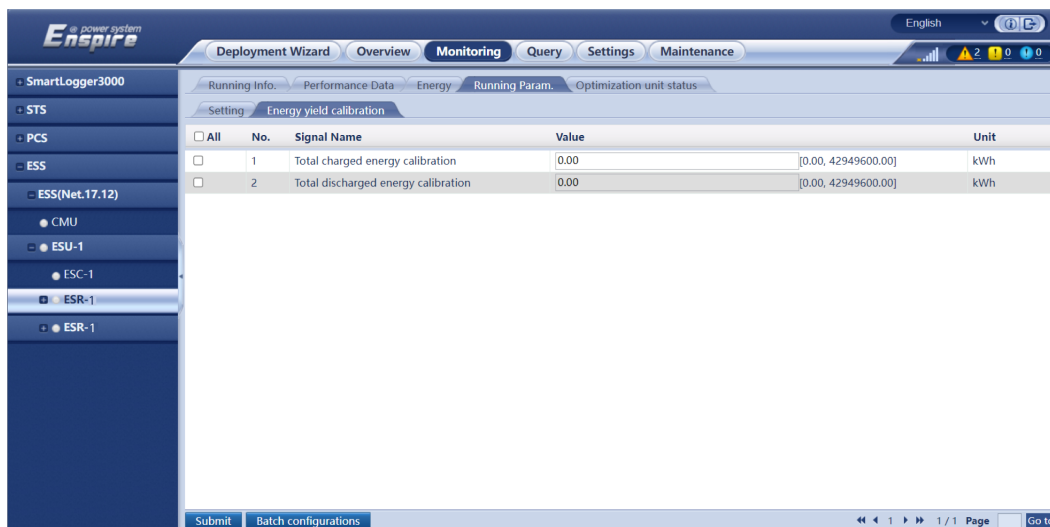 e power system
Enspire
English
Deployment Wizard Overview Monitoring Query Settings Maintenance
2 0 0
SmartLogger3000
STS
PCS
ESS
ESS(Net.17.12)
CMU
ESU-1
ESC-1
ESR-1
ESR-1
Running Info. Performance Data Energy Running Param. Optimization unit status
Setting Energy yield calibration
All No. Signal Name Value Unit
1 Total charged energy calibration 0.00 [0.00, 42949600.00] kWh
2 Total discharged energy calibration 0.00 [0.00, 42949600.00] kWh
Submit Batch configurations 1 1 / 1 Page Go to